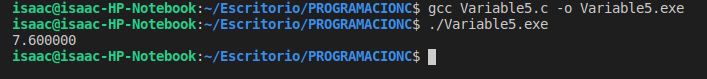 isaac@isaac-HP-Notebook:~/Escritorio/PROGRAMACIONC$ gcc Variable5.c -o Variable5.exe
isaac@isaac-HP-Notebook:~/Escritorio/PROGRAMACIONC$ ./Variable5.exe
7.600000
isaac@isaac-HP-Notebook:~/Escritorio/PROGRAMACIONC$